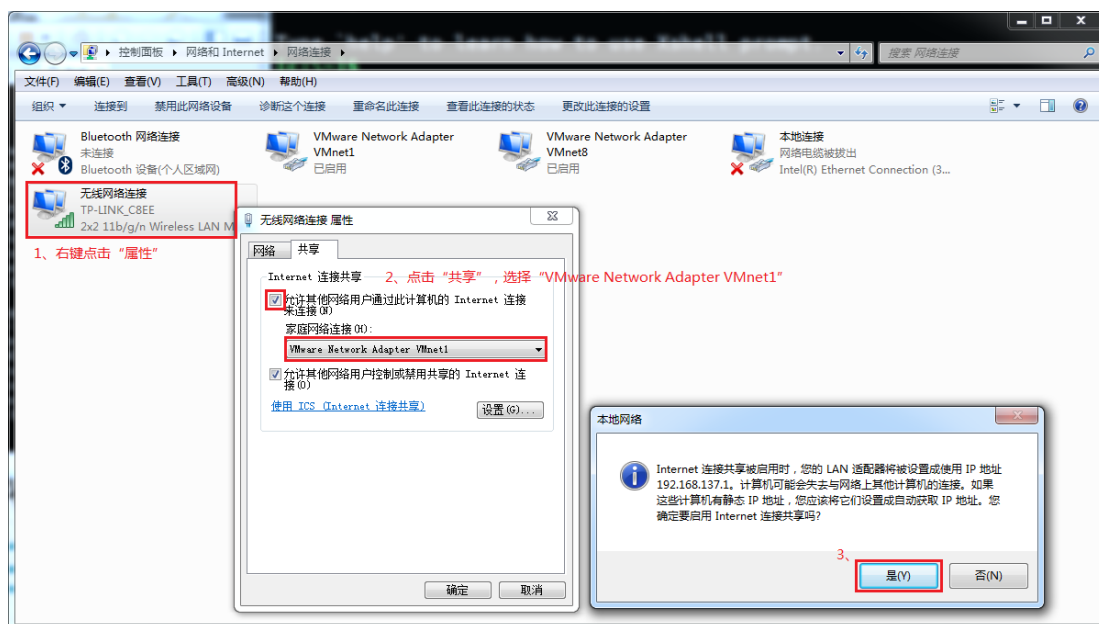 Type `help' to learn how to use Xshell prompt
控制面板 网络和 Internet 网络连接
搜索 网络连接
文件(F) 编辑(E) 查看(V) 工具(T) 高级(N) 帮助(H)
组织 连接到 禁用此网络设备 诊断这个连接 重命名此连接 查看此连接的状态 更改此连接的设置
Bluetooth 网络连接
未连接
Bluetooth 设备(个人区域网)
VMware Network Adapter
VMnet1
已启用
VMware Network Adapter
VMnet8
已启用
本地连接
网络电缆被拔出
Intel(R) Ethernet Connection (3...
无线网络连接
TP-LINK_C8EE
2x2 11b/g/n Wireless LAN M
1、右键点击“属性”
无线网络连接 属性
网络 共享
Internet 连接共享
2、点击“共享”，选择“VMware Network Adapter VMnet1”
允许其他网络用户通过此计算机的 Internet 连接
来连接(N)
家庭网络连接(H):
VMware Network Adapter VMnet1
允许其他网络用户控制或禁用共享的 Internet 连
接(O)
使用 ICS (Internet 连接共享)
设置(G)...
确定 取消
本地网络
Internet 连接共享被启用时，您的 LAN 适配器将被设置成使用 IP 地址
192.168.137.1。计算机可能会失去与网络上其他计算机的连接。如果
这些计算机有静态 IP 地址，您应该将它们设置成自动获取 IP 地址。您
确定要启用 Internet 连接共享吗?
3、
是(Y) 否(N)